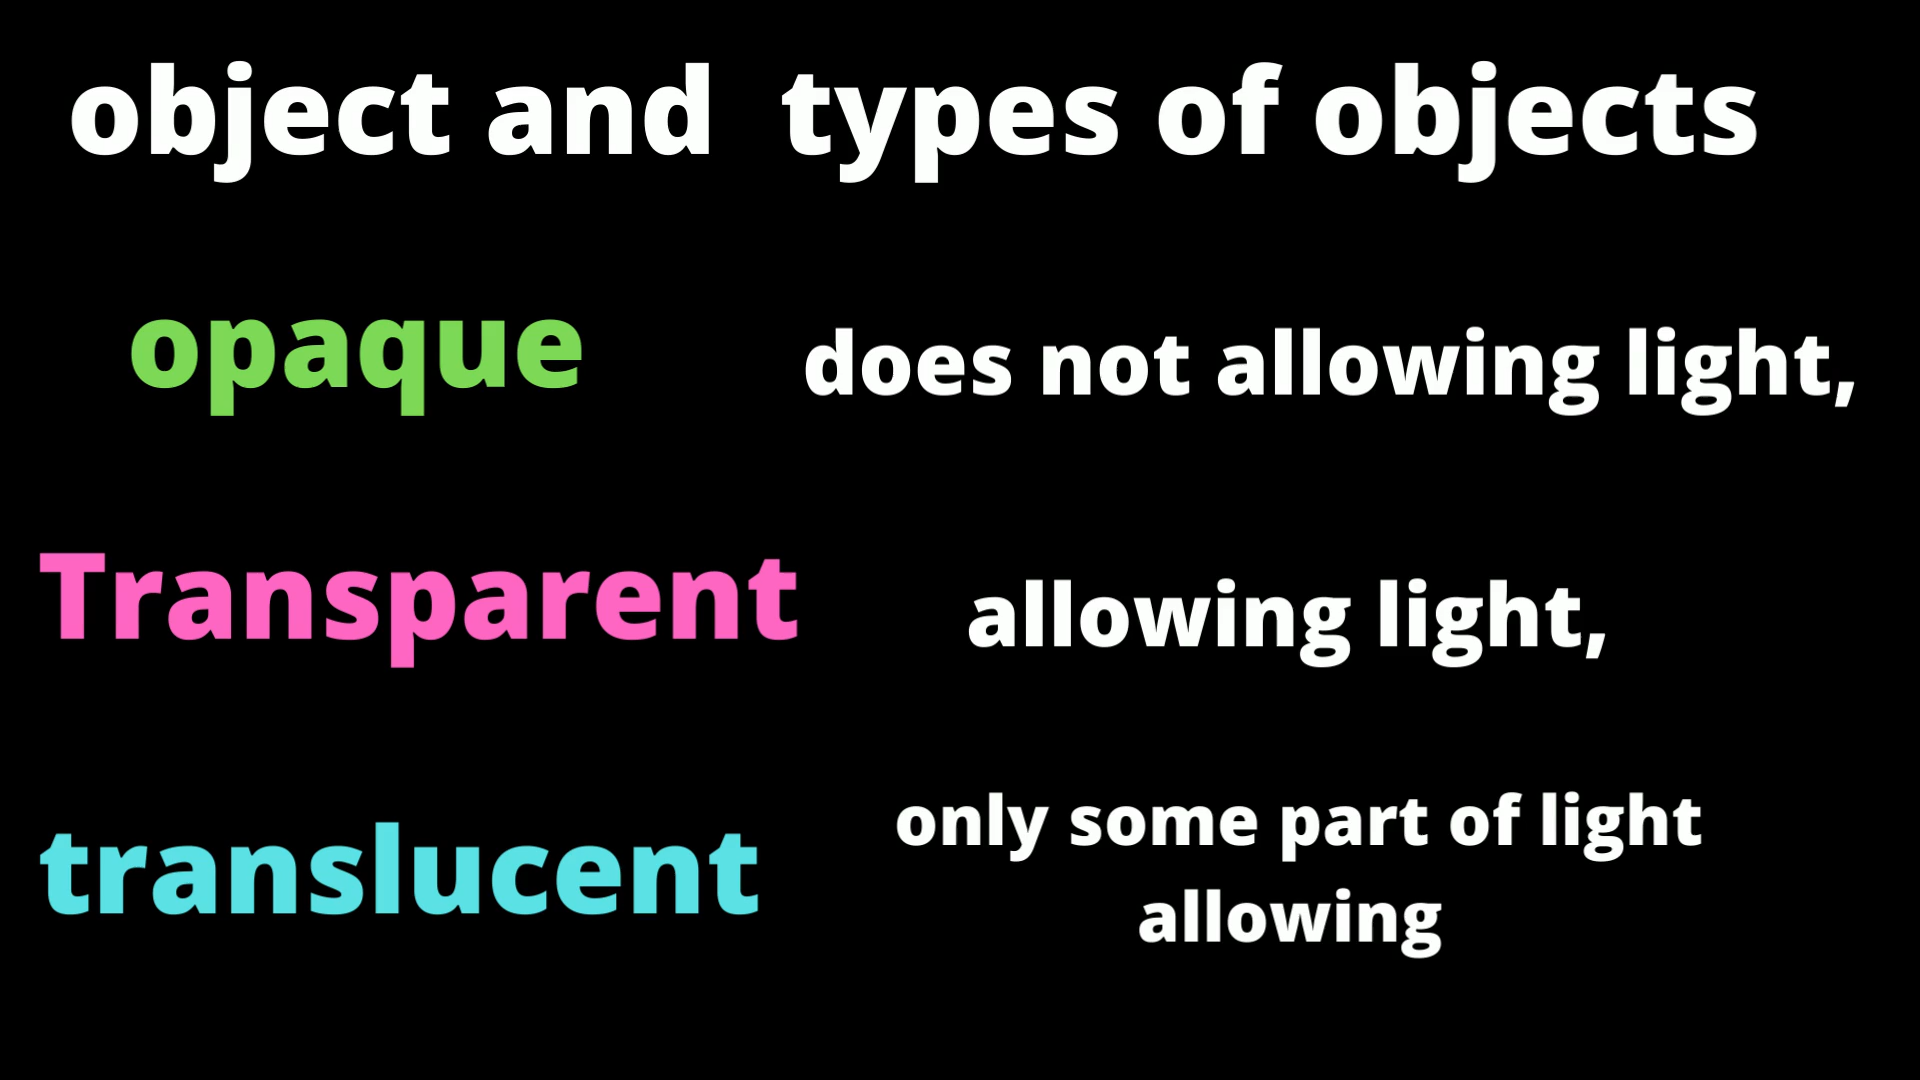 object and types of objects
opaque
does not allowing light,
Transparent
allowing light,
translucent
only some part of light
allowing